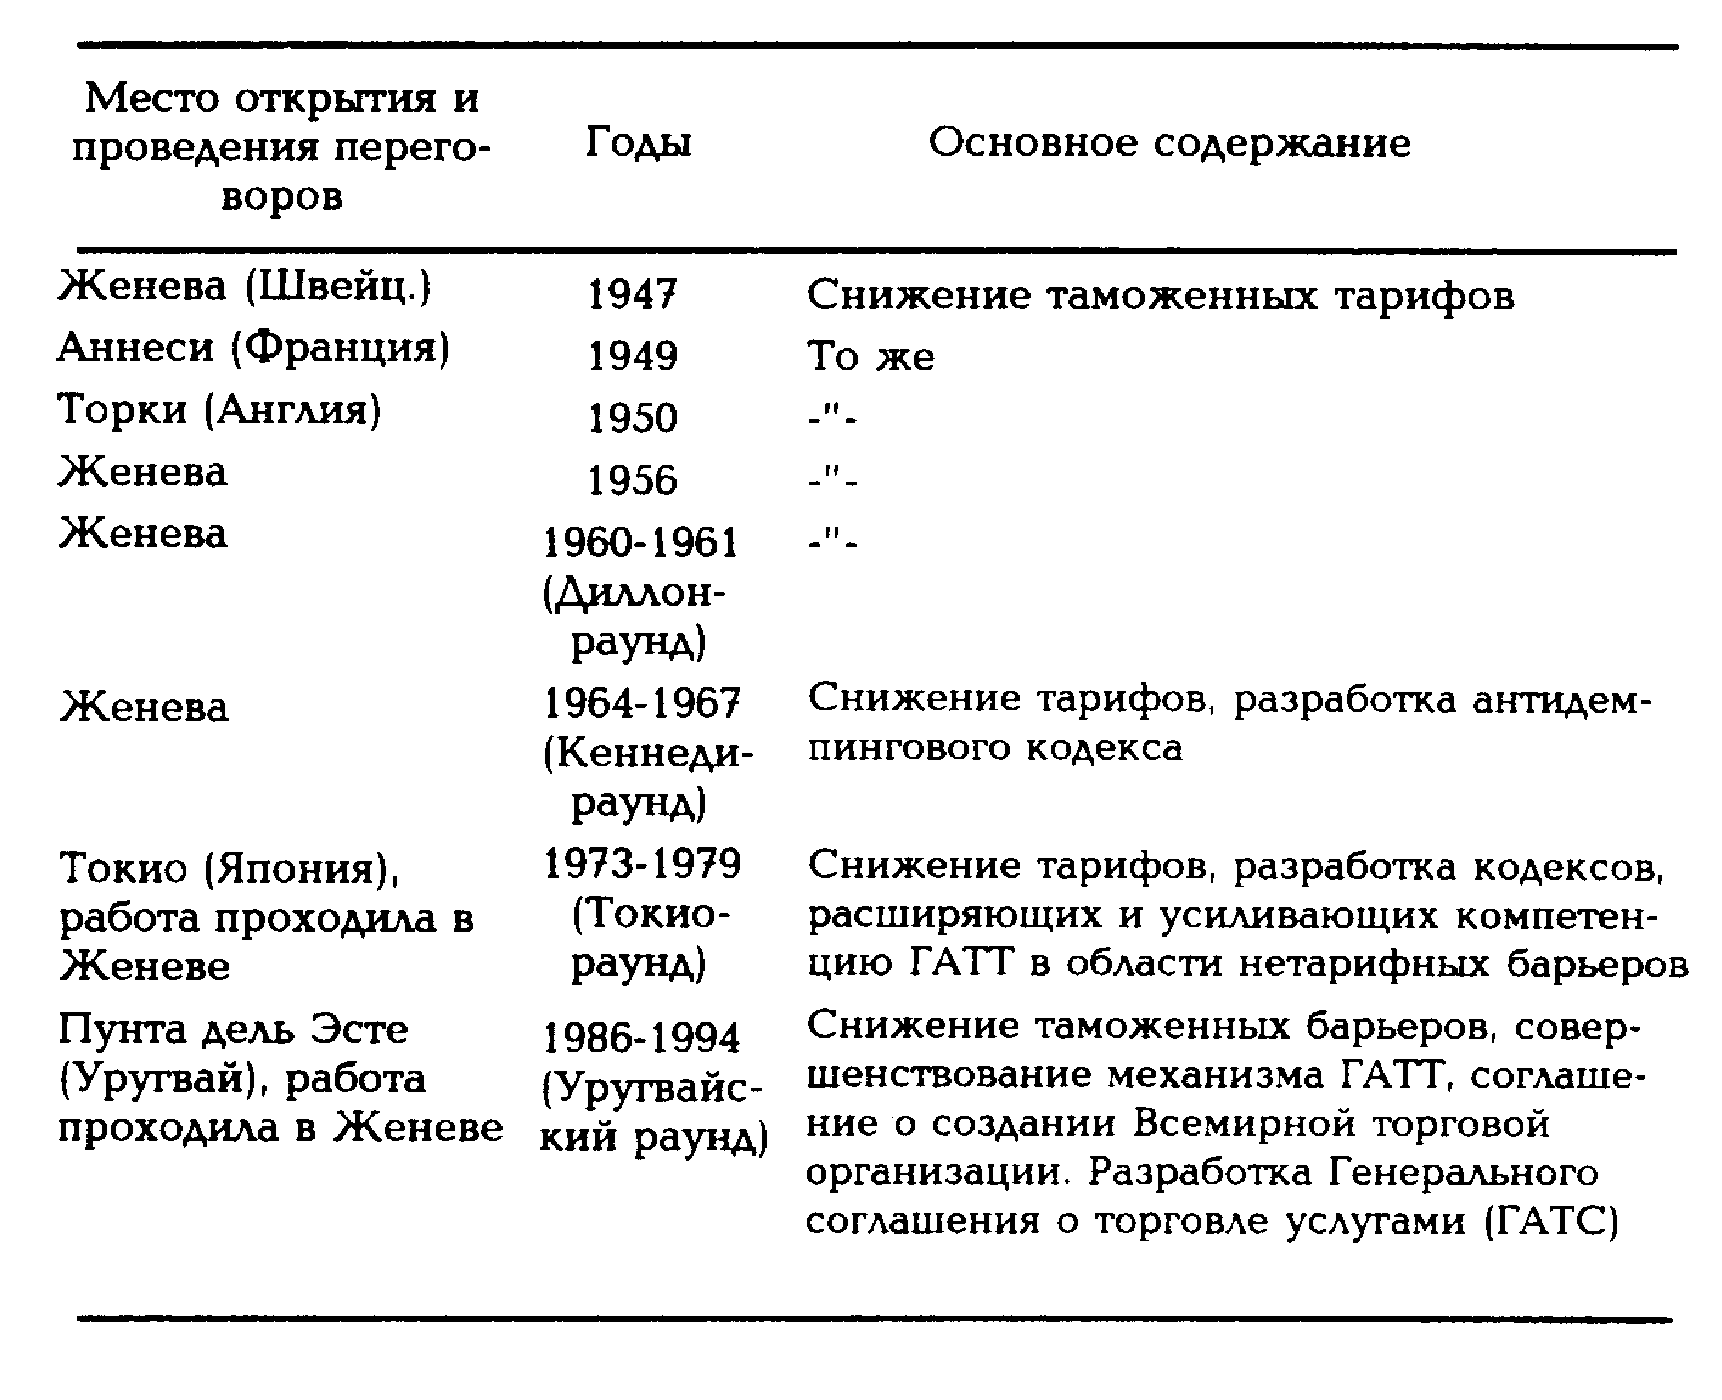 Место открытия и
проведения перего-
воров
Годы
Основное содержание
Женева (Швейц.)
1947
Снижение таможенных тарифов
Аннеси (Франция)
1949
То же
Торки (Англия)
1950
-"-
Женева
1956
-"-
Женева
1960-1961
(Диллон-
раунд)
-"-
Женева
1964-1967
(Кеннеди-
раунд)
Снижение тарифов, разработка антидем-
пингового кодекса
Токио (Япония),
работа проходила в
Женеве
1973-1979
(Токио-
раунд)
Снижение тарифов, разработка кодексов,
расширяющих и усиливающих компетен-
цию ГАТТ в области нетарифных барьеров
Пунта дель Эсте
(Уругвай), работа
проходила в Женеве
1986-1994
(Уругвайс-
кий раунд)
Снижение таможенных барьеров, совер-
шенствование механизма ГАТТ, соглаше-
ние о создании Всемирной торговой
организации. Разработка Генерального
соглашения о торговле услугами (ГАТС)